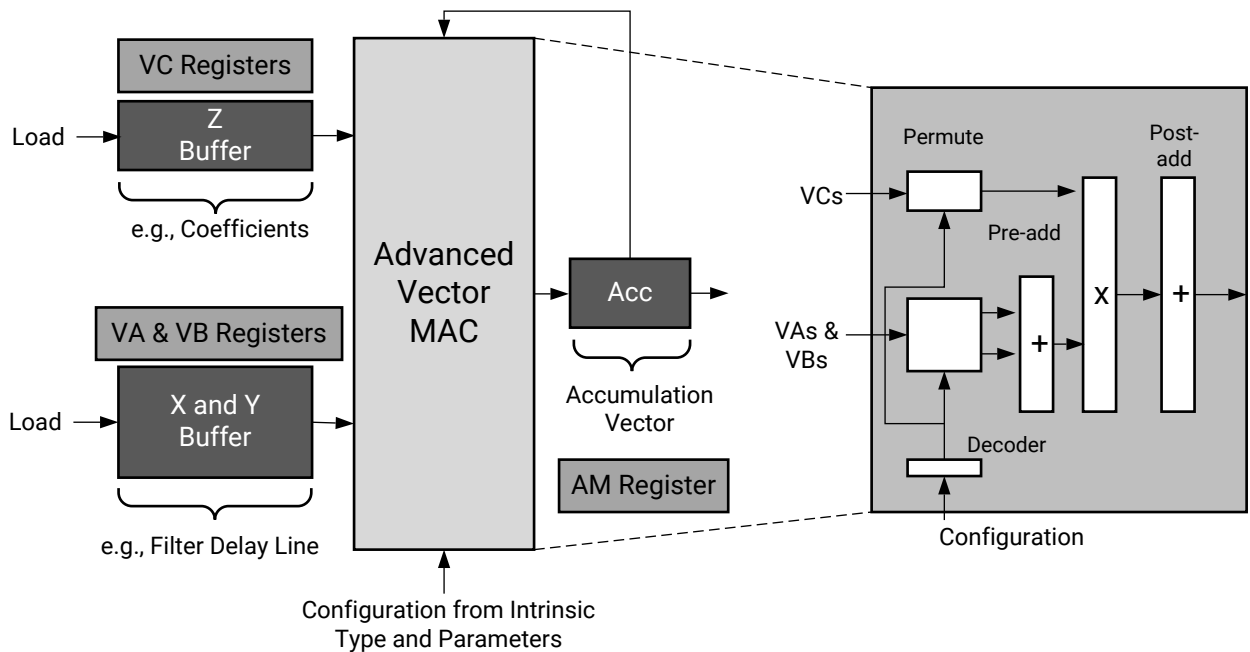 VC Registers
Load
Z
Buffer
e.g., Coefficients
VA & VB Registers
Load
X and Y
Buffer
e.g., Filter Delay Line
Advanced
Vector
MAC
Configuration from Intrinsic
Type and Parameters
Acc
Accumulation
Vector
AM Register
Permute
Post-
add
VCs
Pre-add
VAs &
VBs
+
X
+
Decoder
Configuration